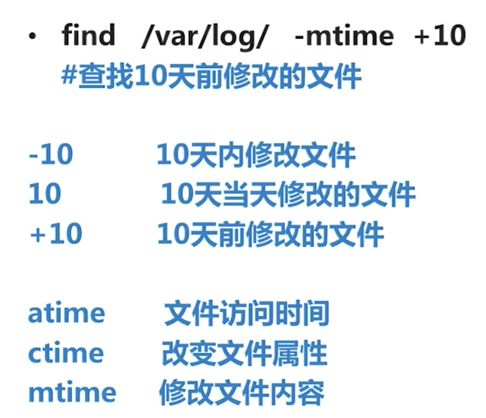 • find /var/log/ -mtime +10
#查找10天前修改的文件
-10 10天内修改文件
10 10天当天修改的文件
+10 10天前修改的文件
atime 文件访问时间
ctime 改变文件属性
mtime 修改文件内容